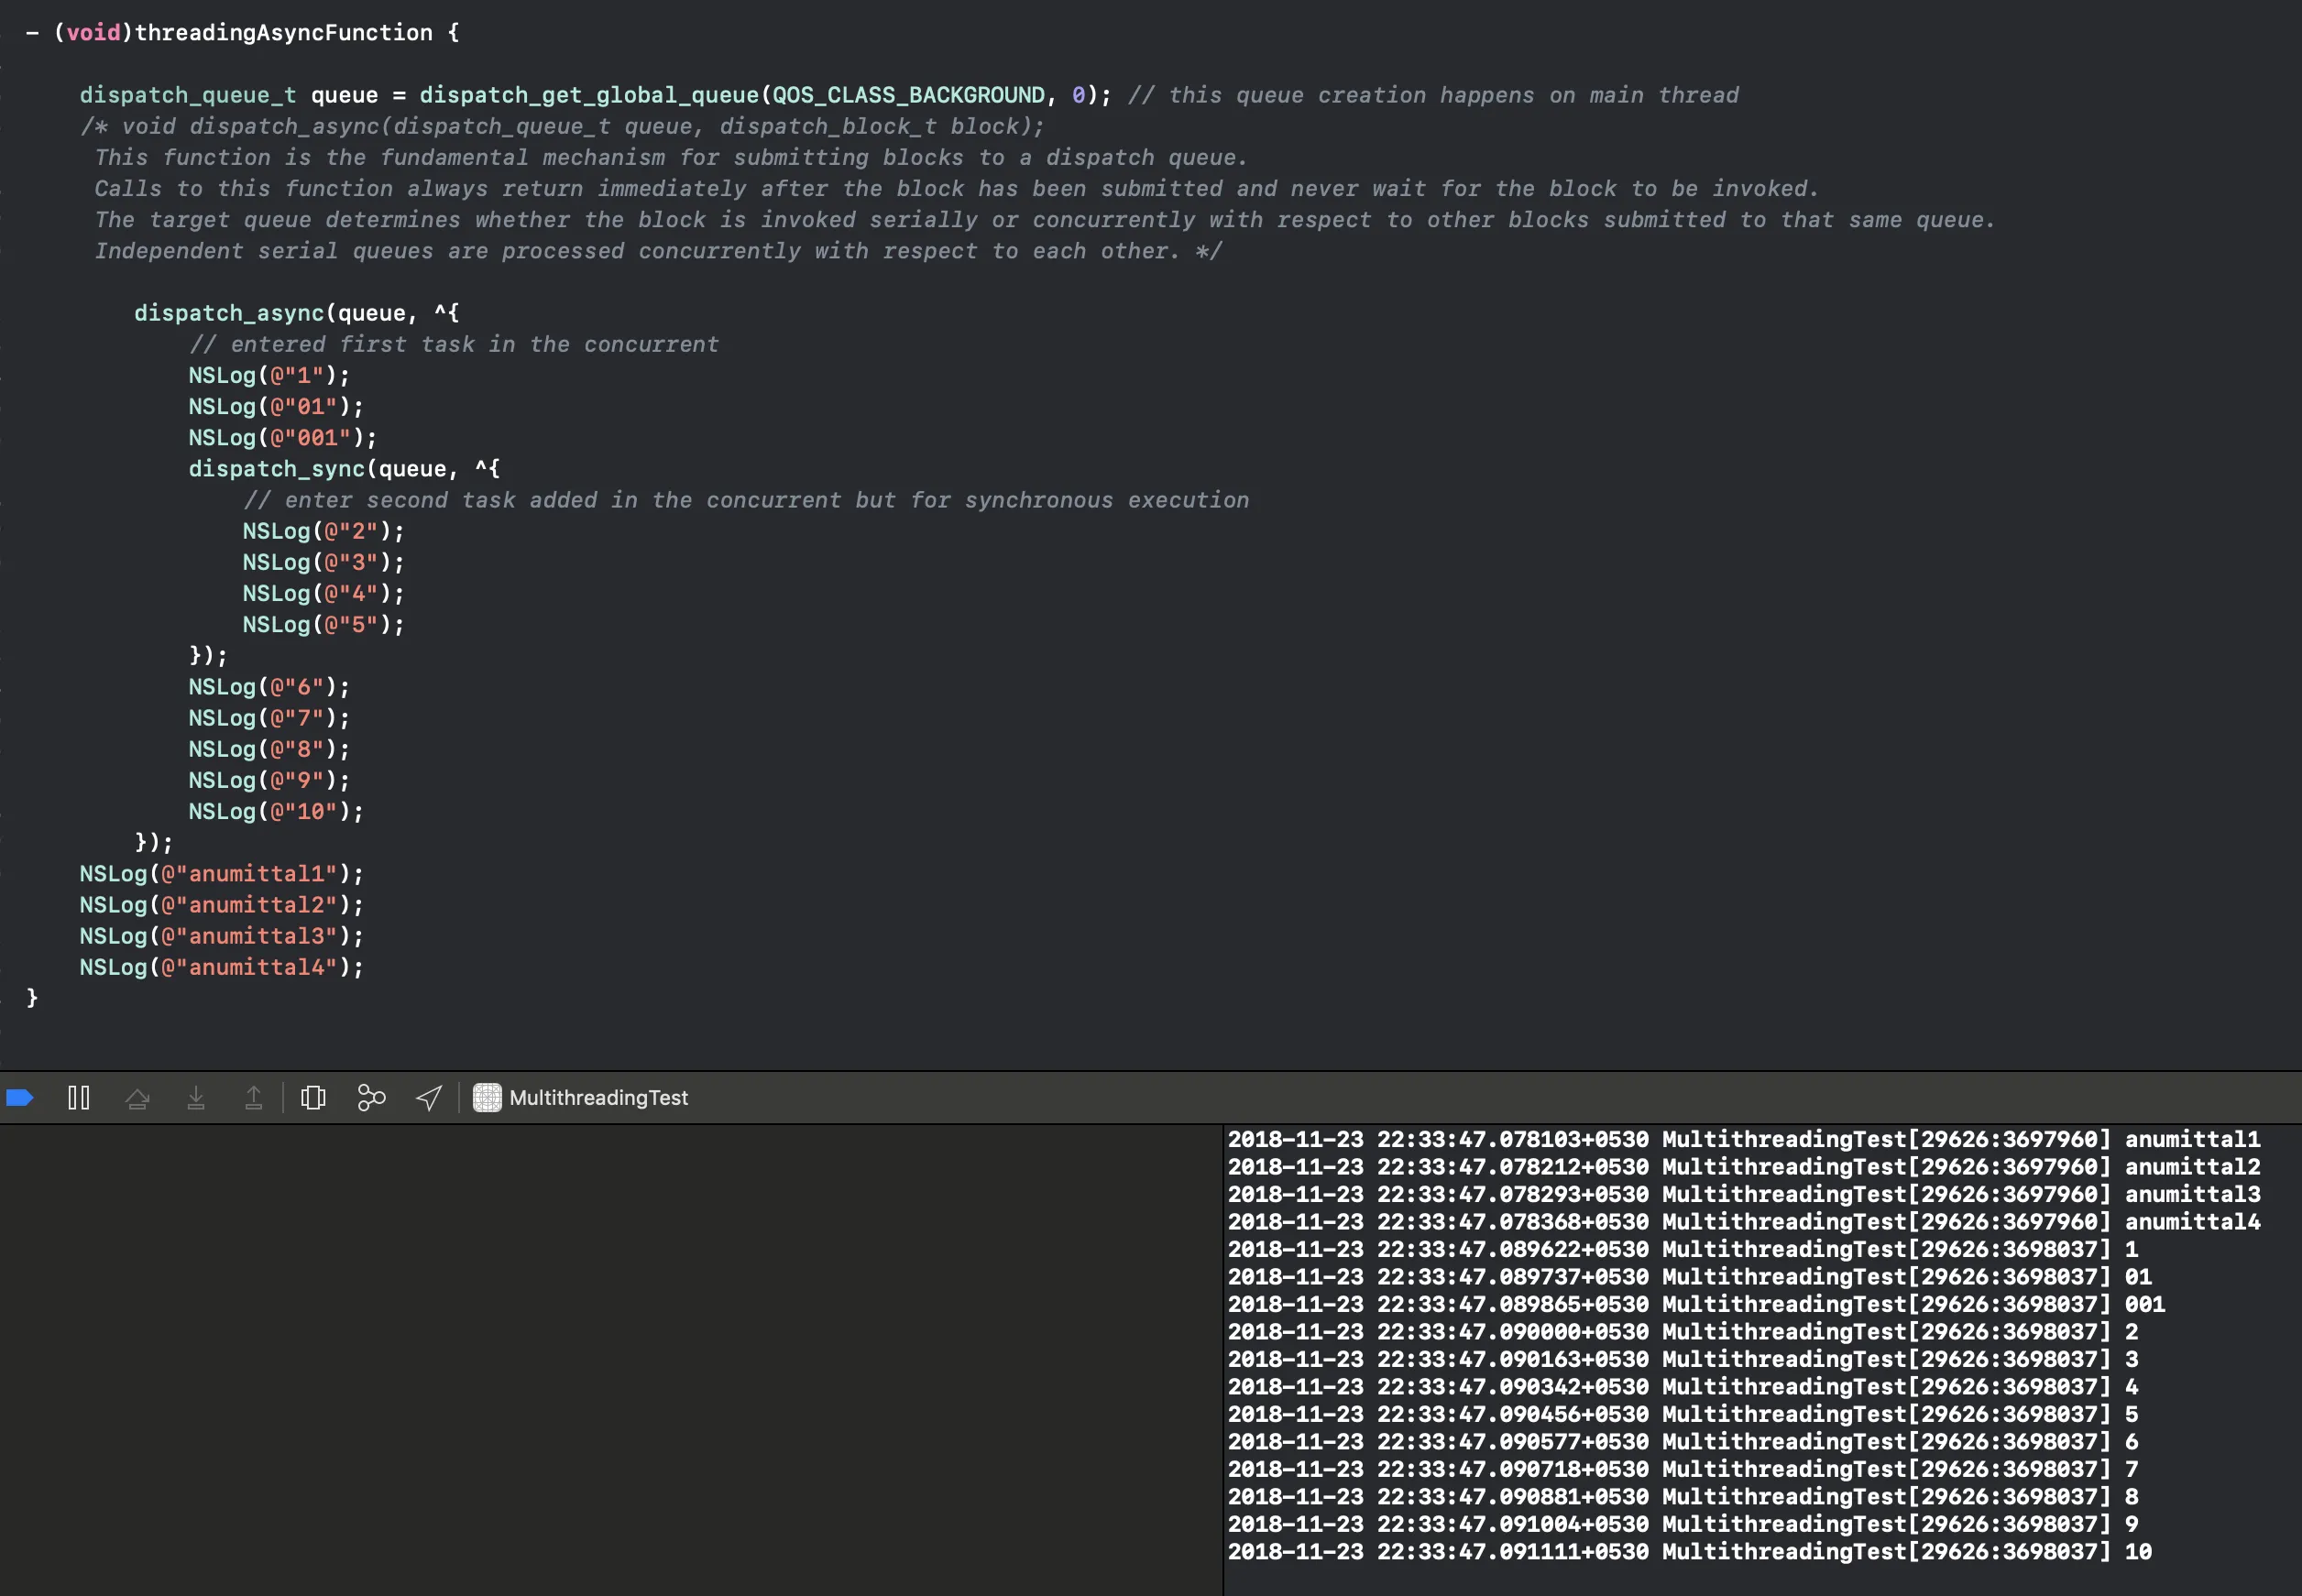 - (void)threadingAsyncFunction {
dispatch_queue_t queue = dispatch_get_global_queue(QOS_CLASS_BACKGROUND, 0); // this queue creation happens on main thread
/* void dispatch_async(dispatch_queue_t queue, dispatch_block_t block);
This function is the fundamental mechanism for submitting blocks to a dispatch queue.
Calls to this function always return immediately after the block has been submitted and never wait for the block to be invoked.
The target queue determines whether the block is invoked serially or concurrently with respect to other blocks submitted to that same queue.
Independent serial queues are processed concurrently with respect to each other. */
dispatch_async(queue, ^{
// entered first task in the concurrent
NSLog(@"1");
NSLog(@"01");
NSLog(@"001");
dispatch_sync(queue, ^{
// enter second task added in the concurrent but for synchronous execution
NSLog(@"2");
NSLog(@"3");
NSLog(@"4");
NSLog(@"5");
});
NSLog(@"6");
NSLog(@"7");
NSLog(@"8");
NSLog(@"9");
NSLog(@"10");
});
NSLog(@"anumittal1");
NSLog(@"anumittal2");
NSLog(@"anumittal3");
NSLog(@"anumittal4");
}
MultithreadingTest
2018-11-23 22:33:47.078103+0530 MultithreadingTest[29626:3697960] anumittal1
2018-11-23 22:33:47.078212+0530 MultithreadingTest[29626:3697960] anumittal2
2018-11-23 22:33:47.078293+0530 MultithreadingTest[29626:3697960] anumittal3
2018-11-23 22:33:47.078368+0530 MultithreadingTest[29626:3697960] anumittal4
2018-11-23 22:33:47.089622+0530 MultithreadingTest[29626:3698037] 1
2018-11-23 22:33:47.089737+0530 MultithreadingTest[29626:3698037] 01
2018-11-23 22:33:47.089865+0530 MultithreadingTest[29626:3698037] 001
2018-11-23 22:33:47.090000+0530 MultithreadingTest[29626:3698037] 2
2018-11-23 22:33:47.090163+0530 MultithreadingTest[29626:3698037] 3
2018-11-23 22:33:47.090342+0530 MultithreadingTest[29626:3698037] 4
2018-11-23 22:33:47.090456+0530 MultithreadingTest[29626:3698037] 5
2018-11-23 22:33:47.090577+0530 MultithreadingTest[29626:3698037] 6
2018-11-23 22:33:47.090718+0530 MultithreadingTest[29626:3698037] 7
2018-11-23 22:33:47.090881+0530 MultithreadingTest[29626:3698037] 8
2018-11-23 22:33:47.091004+0530 MultithreadingTest[29626:3698037] 9
2018-11-23 22:33:47.091111+0530 MultithreadingTest[29626:3698037] 10